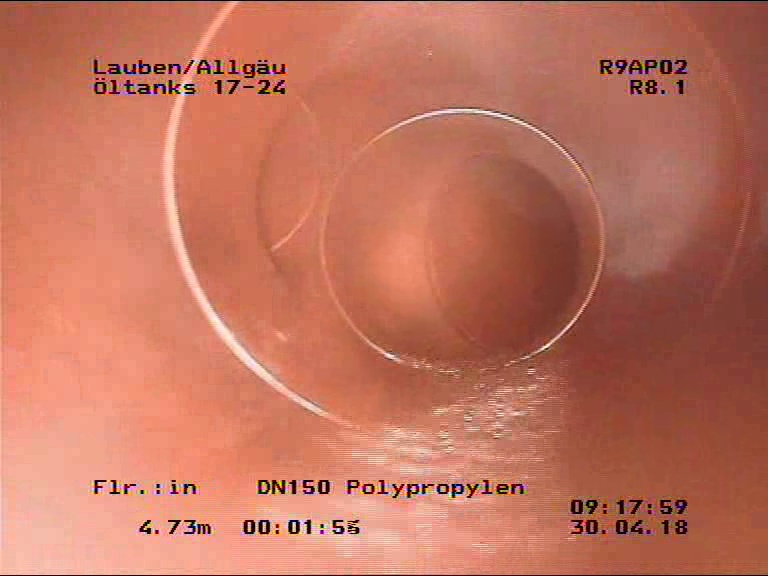 Lauben/Allgäu
R9AP02
Öltanks 17-24
R8.1
Flr.:in DN150 Polypropylen
09:17:59
4.73m
30.04.18